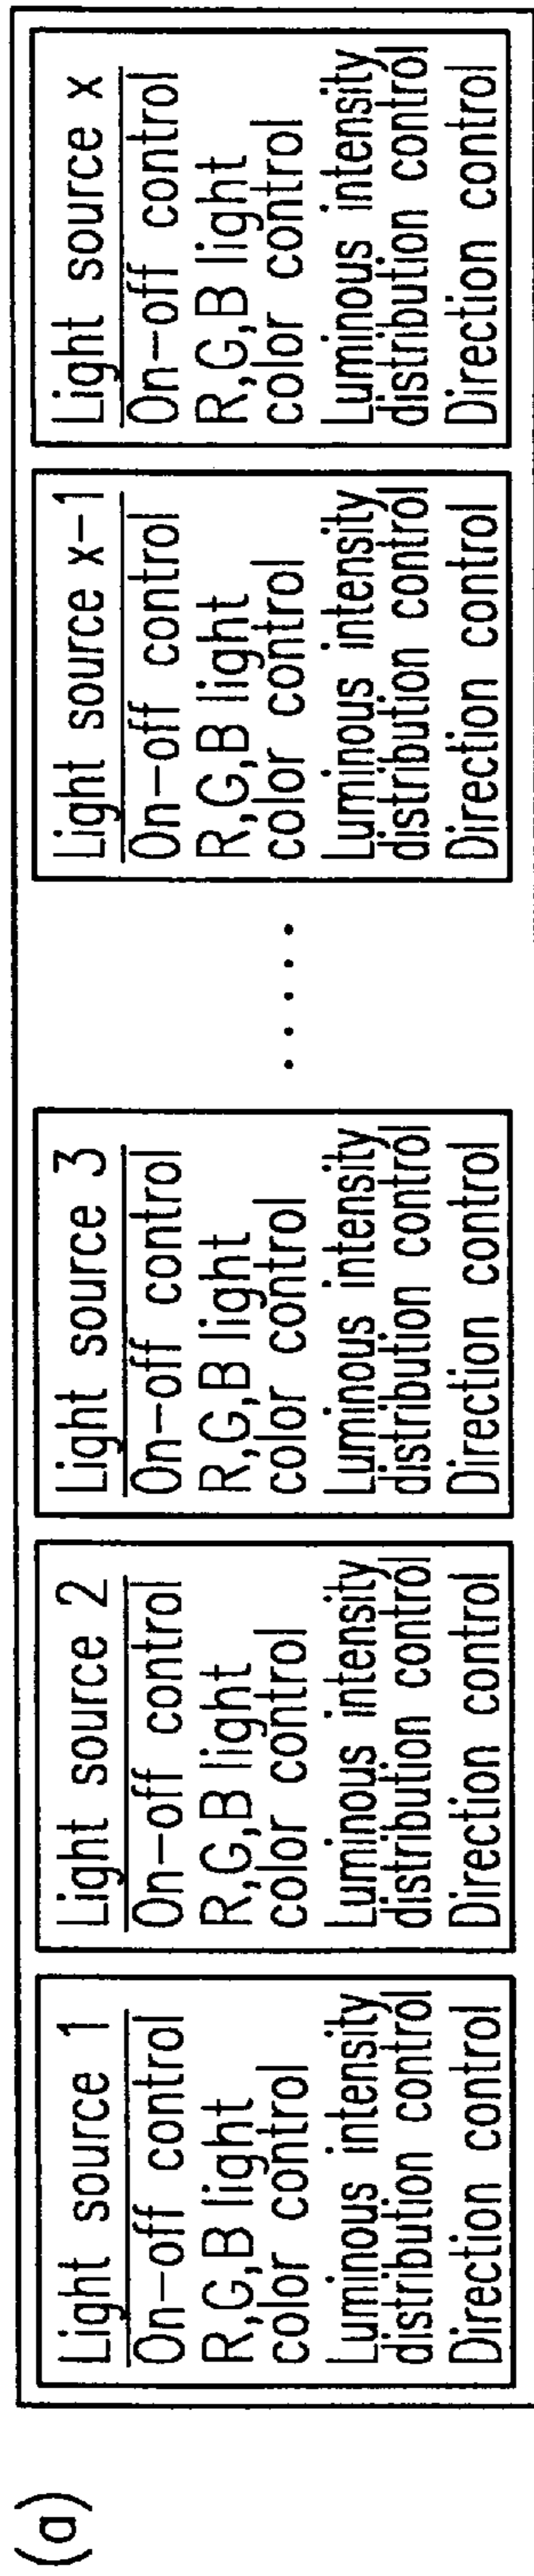 (a)
Light source 1
On-off control
R,G,B light
color control
Luminous intensity
distribution control
Direction control
Light source 2
On-off control
R,G,B light
color control
Luminous intensity
distribution control
Direction control
Light source 3
On-off control
R,G,B light
color control
Luminous intensity
distribution control
Direction control
.....
Light source x-1
On-off control
R,G,B light
color control
Luminous intensity
distribution control
Direction control
Light source x
On-off control
R,G,B light
color control
Luminous intensity
distribution control
Direction control